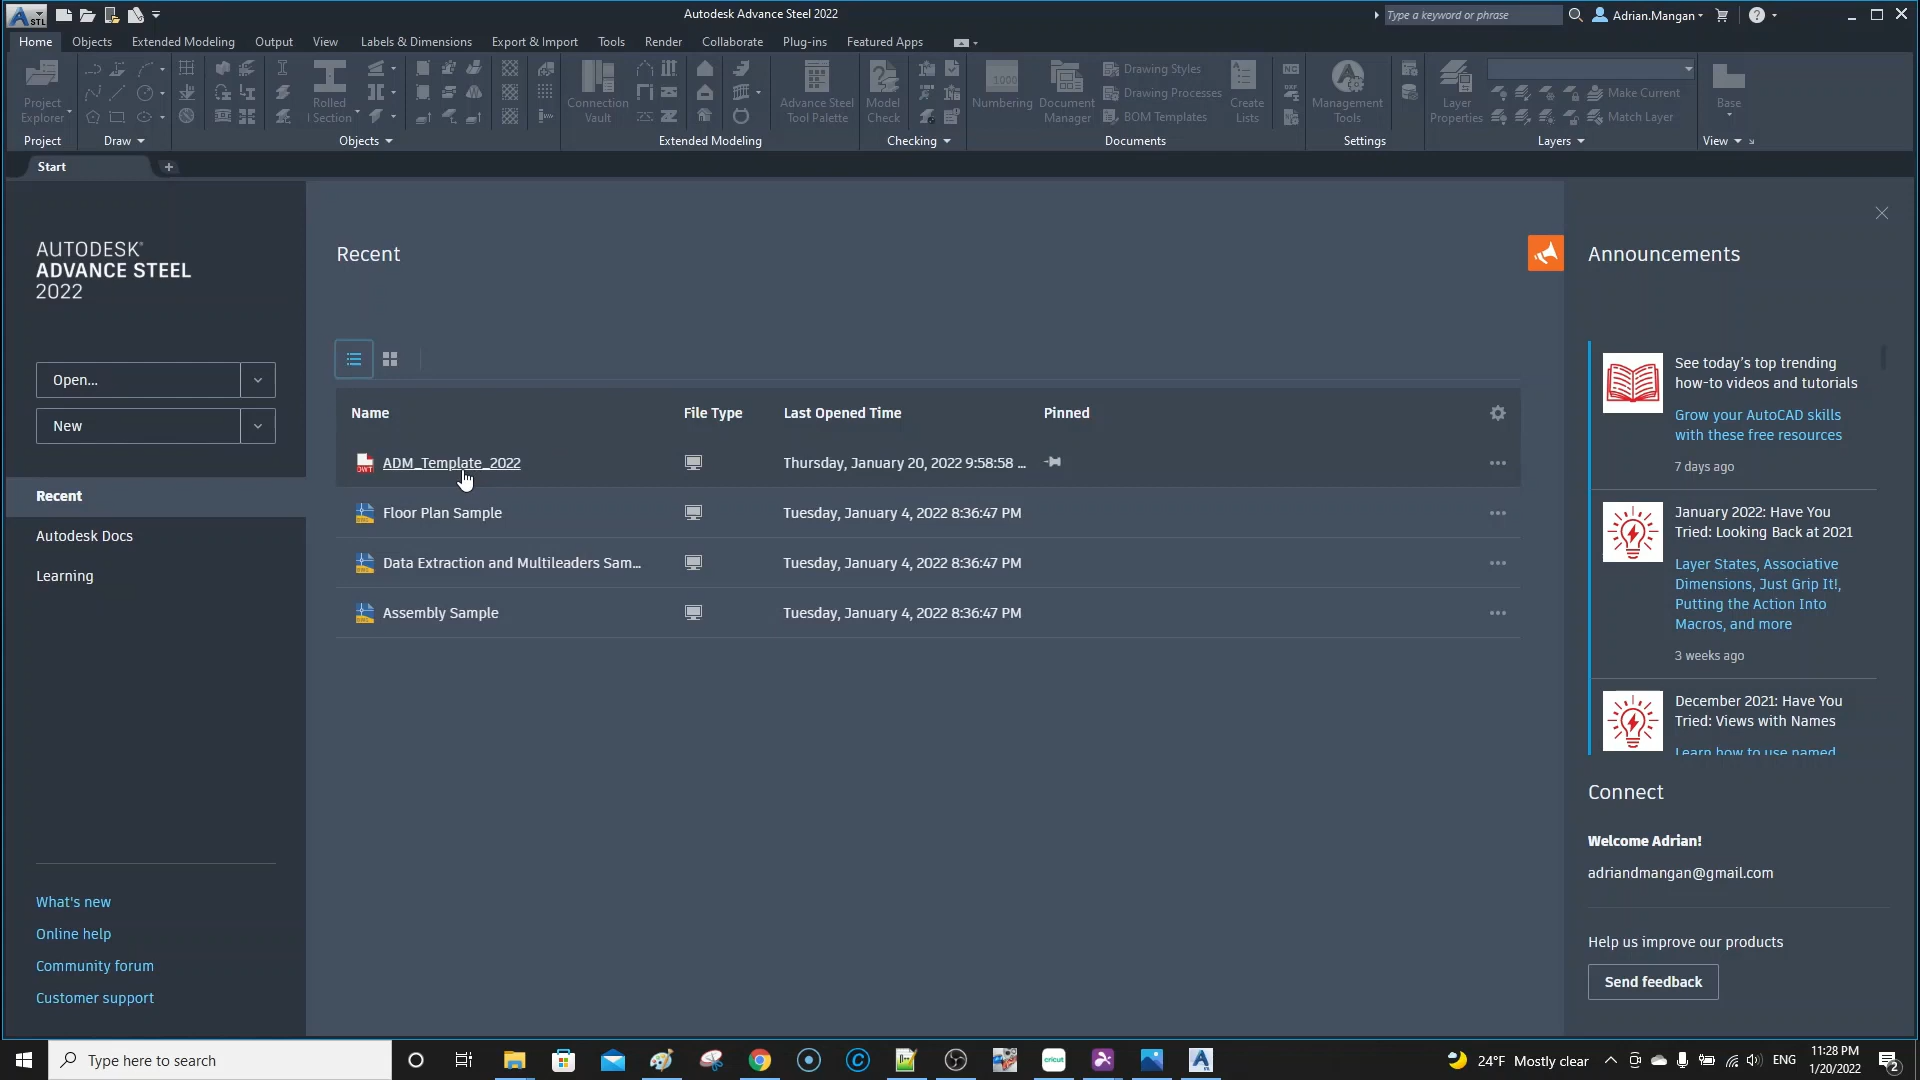 Autodesk Advance Steel 2022
Type a keyword or phrase
Adrian.Mangan
STL
Home
Objects
Extended Modeling
Output
View
Labels & Dimensions
Export & Import
Tools
Render
Collaborate
Plug-ins
Featured Apps
Project
Explorer
Rolled
I Section
Connection
Vault
Advance Steel
Tool Palette
Model
Check
1000
Numbering
Document
Manager
Drawing Styles
Drawing Processes
BOM Templates
Create
Lists
NC
DXF
Management
Tools
Layer
Properties
Make Current
Match Layer
Base
Project
Draw
Objects
Extended Modeling
Checking
Documents
Settings
Layers
View
Start
AUTODESK®
ADVANCE STEEL
2022
Open...
New
Recent
Autodesk Docs
Learning
What's new
Online help
Community forum
Customer support
Recent
Name
File Type
Last Opened Time
Pinned
ADM_Template_2022
Thursday, January 20, 2022 9:58:58 ...
Floor Plan Sample
Tuesday, January 4, 2022 8:36:47 PM
Data Extraction and Multileaders Sam...
Tuesday, January 4, 2022 8:36:47 PM
Assembly Sample
Tuesday, January 4, 2022 8:36:47 PM
Announcements
See today's top trending
how-to videos and tutorials
Grow your AutoCAD skills
with these free resources
7 days ago
January 2022: Have You
Tried: Looking Back at 2021
Layer States, Associative
Dimensions, Just Grip It!,
Putting the Action Into
Macros, and more
3 weeks ago
December 2021: Have You
Tried: Views with Names
Learn how to use named
Connect
Welcome Adrian!
adriandmangan@gmail.com
Help us improve our products
Send feedback
Type here to search
cricut
24°F Mostly clear
ENG
11:28 PM
1/20/2022
2